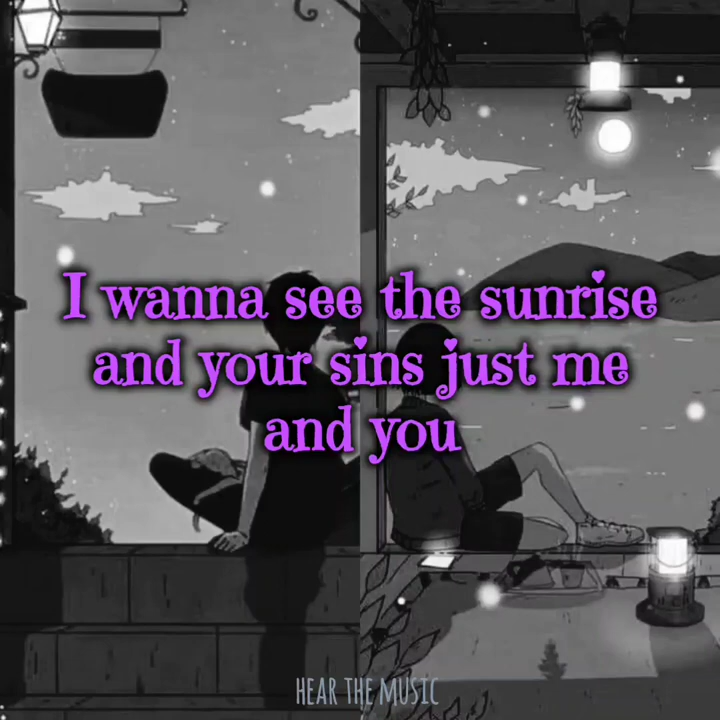 I wanna see the sunrise
and your sins just me
and you
HEAR THE MUSIC